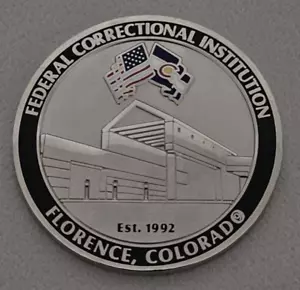 FEDERAL CORRECTIONAL INSTITUTION
Est. 1992
FLORENCE, COLORADO